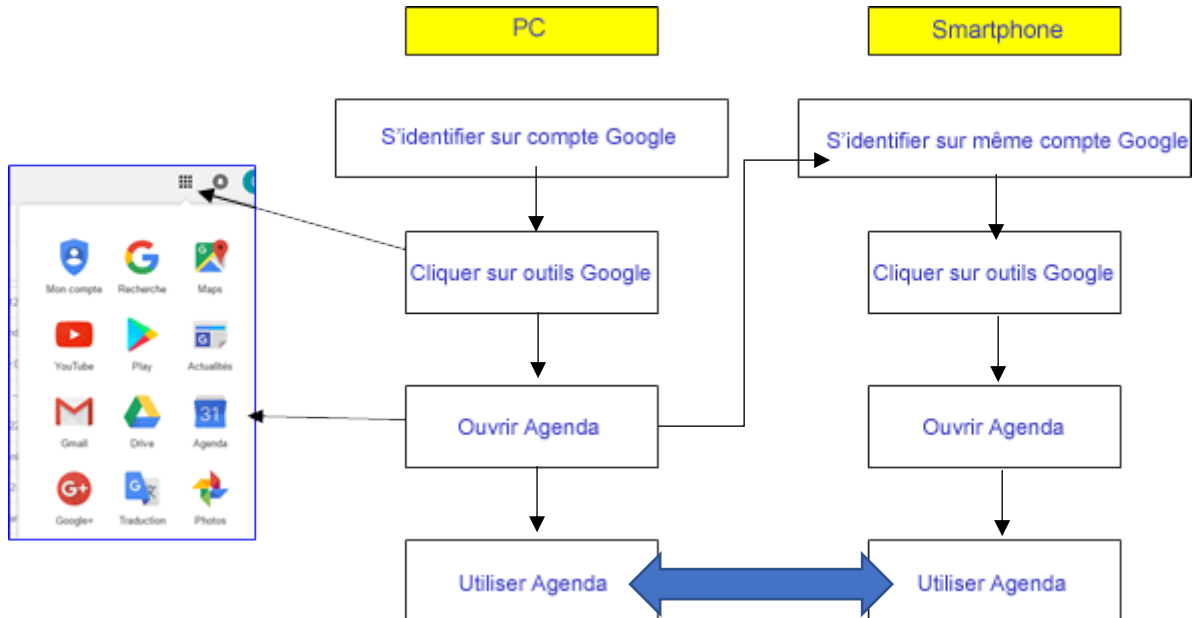 PC
Smartphone
S'identifier sur compte Google
S'identifier sur même compte Google
Mon compte
Recherche
Maps
Cliquer sur outils Google
Cliquer sur outils Google
YouTube
Play
Actualités
31
Gmail
Drive
Agenda
Ouvrir Agenda
Ouvrir Agenda
G+
Google+
Traduction
Photos
Utiliser Agenda
Utiliser Agenda